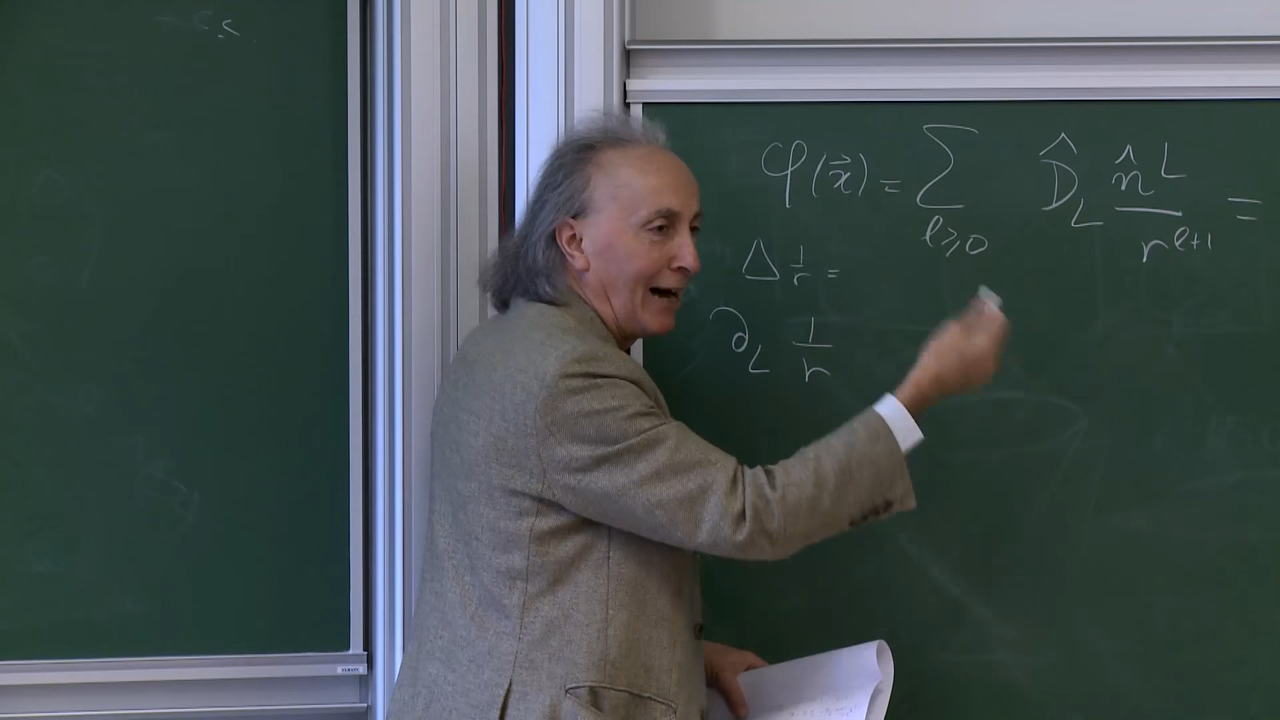 φ(x⃗) = Σ_{ℓ≥0} D̂_L n̂^L / r^{ℓ+1} =
Δ 1/r =
∂_L 1/r